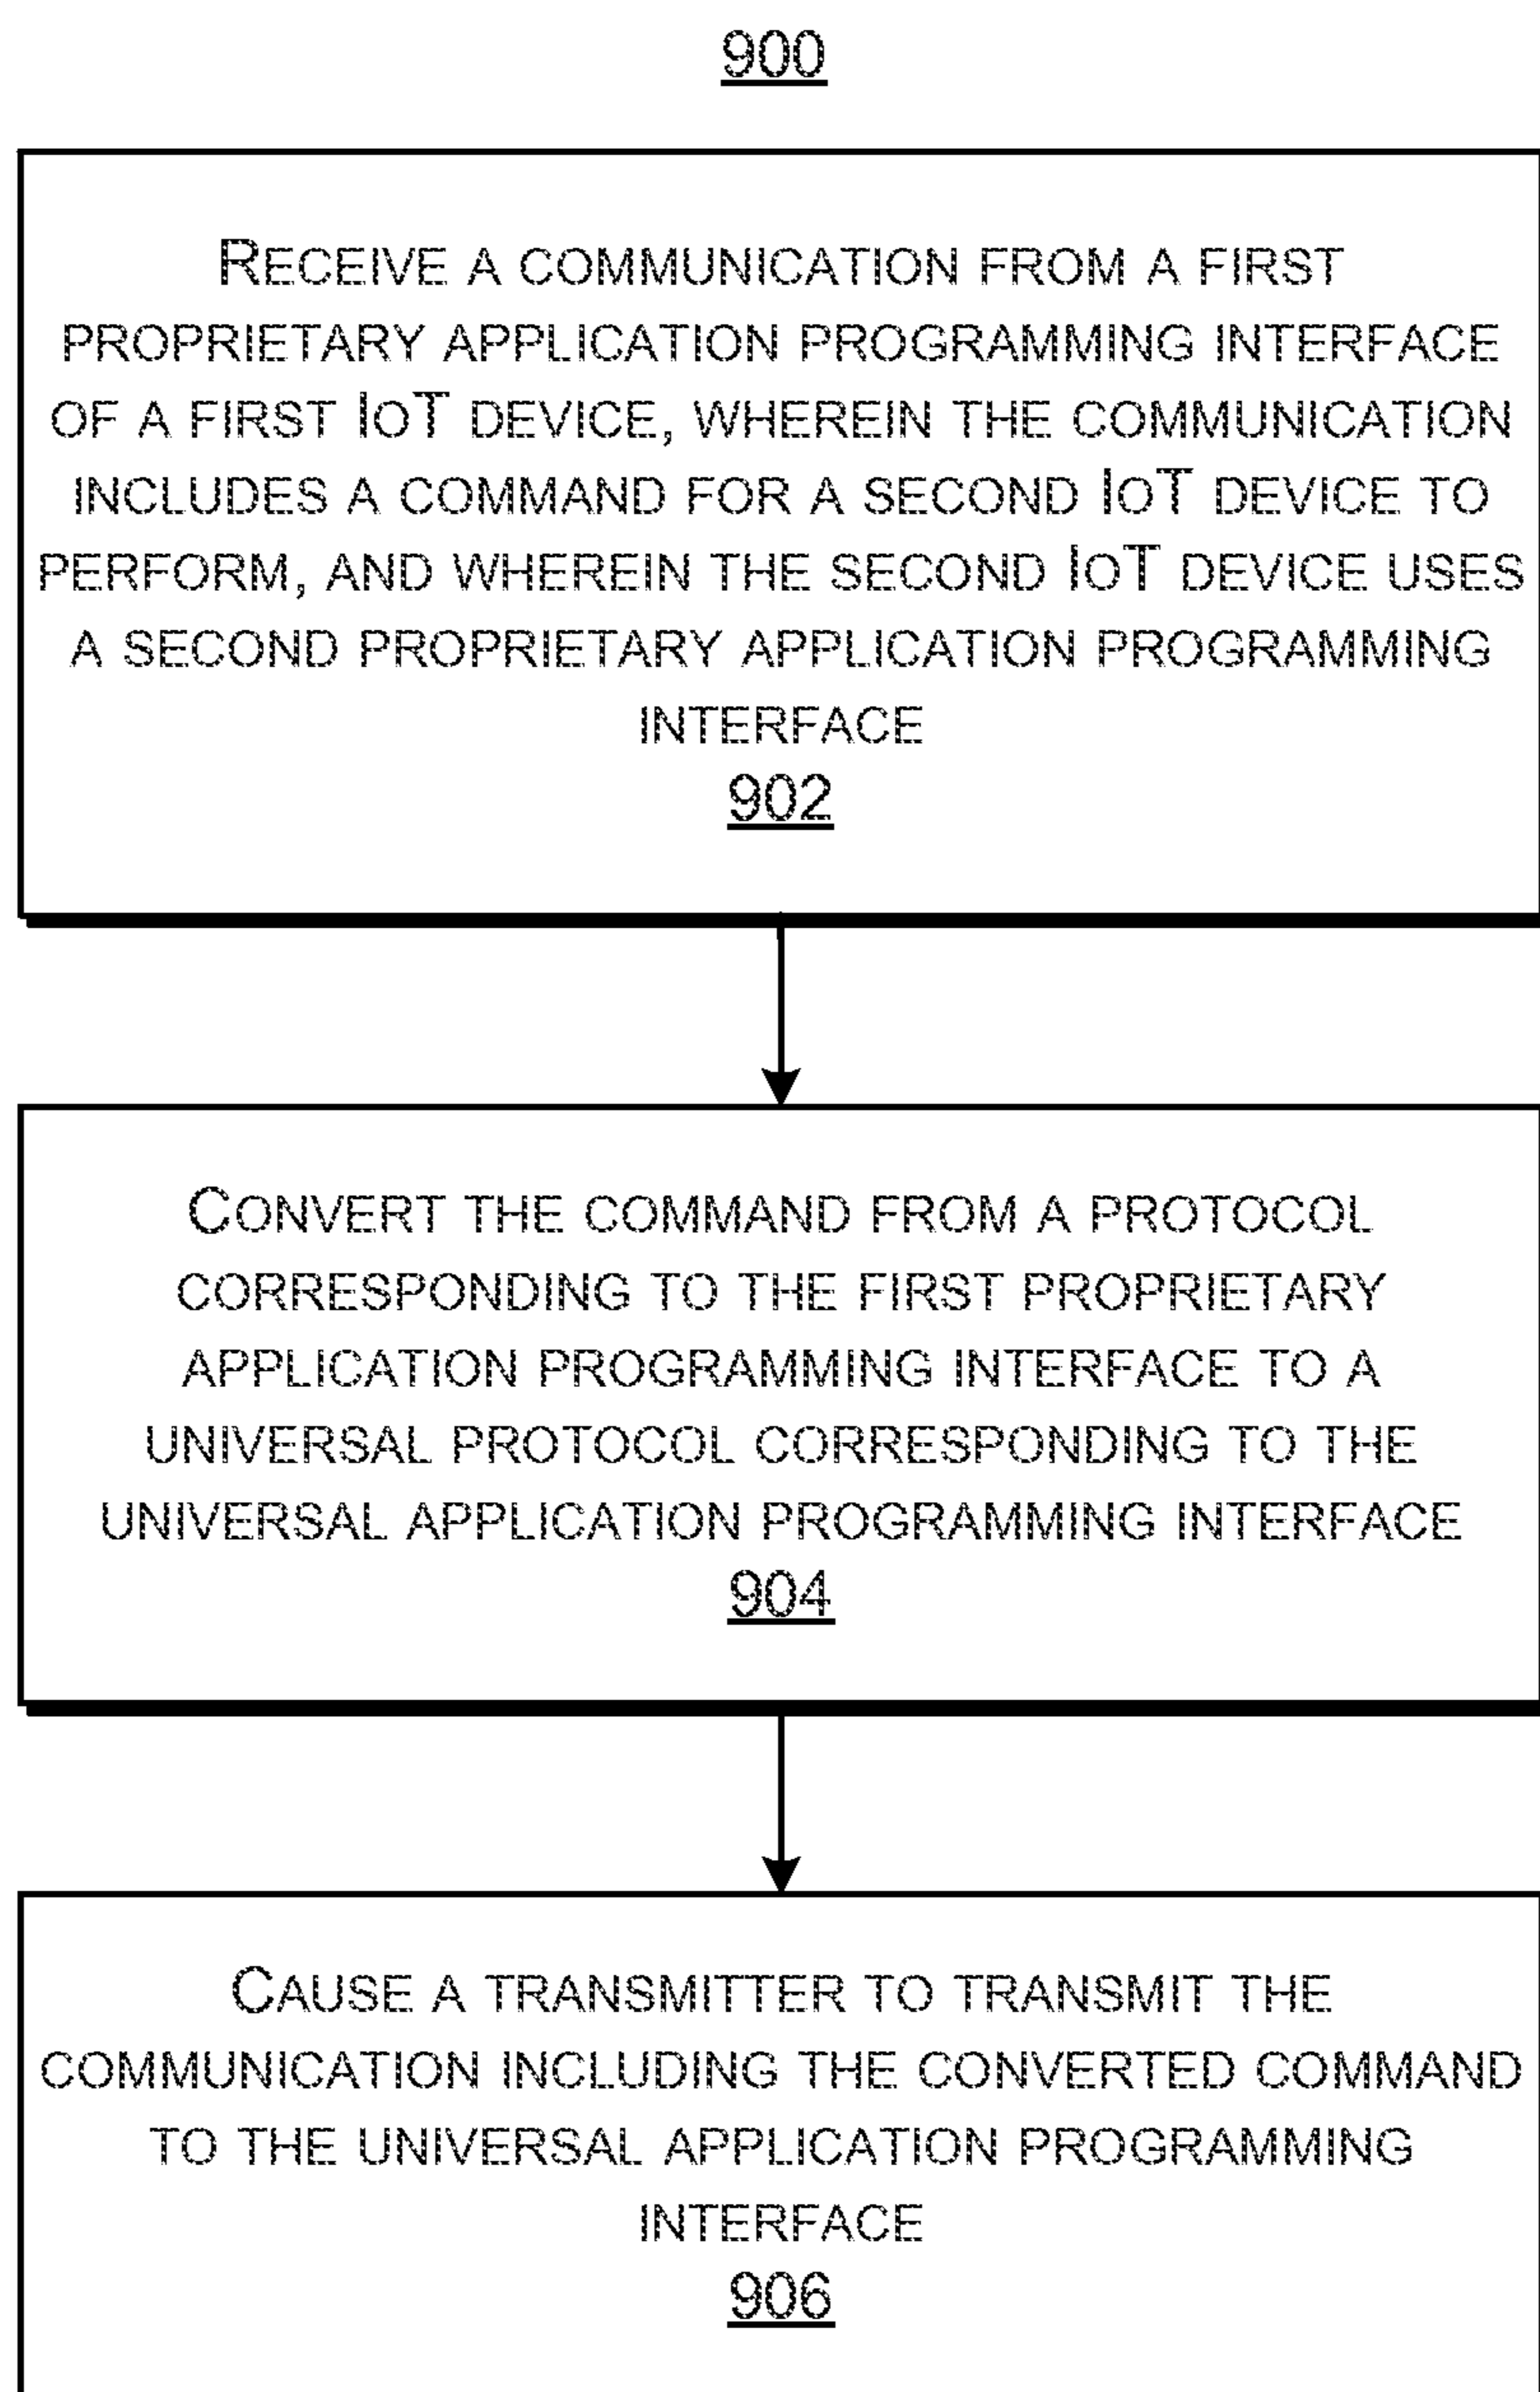 900
RECEIVE A COMMUNICATION FROM A FIRST
PROPRIETARY APPLICATION PROGRAMMING INTERFACE
OF A FIRST IOT DEVICE, WHEREIN THE COMMUNICATION
INCLUDES A COMMAND FOR A SECOND IOT DEVICE TO
PERFORM, AND WHEREIN THE SECOND IOT DEVICE USES
A SECOND PROPRIETARY APPLICATION PROGRAMMING
INTERFACE
902
CONVERT THE COMMAND FROM A PROTOCOL
CORRESPONDING TO THE FIRST PROPRIETARY
APPLICATION PROGRAMMING INTERFACE TO A
UNIVERSAL PROTOCOL CORRESPONDING TO THE
UNIVERSAL APPLICATION PROGRAMMING INTERFACE
904
CAUSE A TRANSMITTER TO TRANSMIT THE
COMMUNICATION INCLUDING THE CONVERTED COMMAND
TO THE UNIVERSAL APPLICATION PROGRAMMING
INTERFACE
906